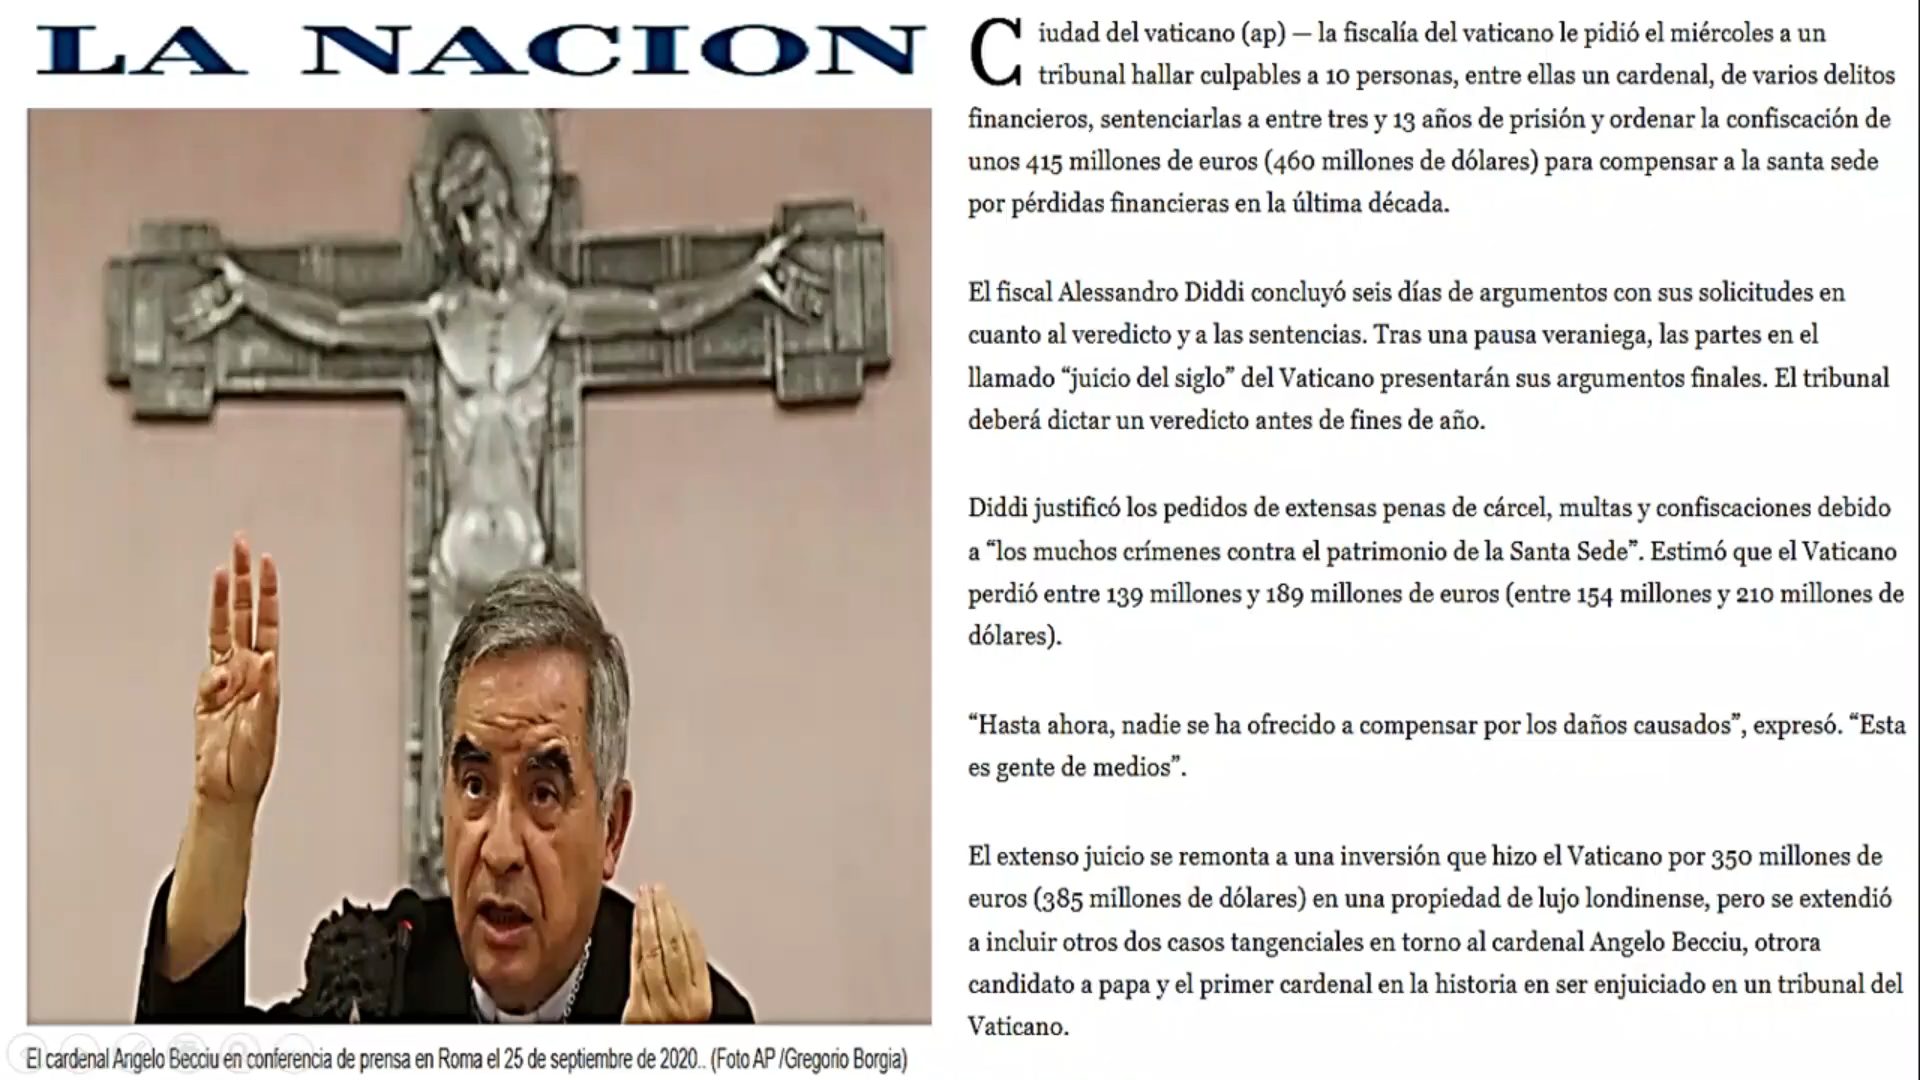 LA NACION
El cardenal Angelo Becciu en conferencia de prensa en Roma el 25 de septiembre de 2020.. (Foto AP /Gregorio Borgia)
Ciudad del vaticano (ap) — la fiscalía del vaticano le pidió el miércoles a un
tribunal hallar culpables a 10 personas, entre ellas un cardenal, de varios delitos
financieros, sentenciarlas a entre tres y 13 años de prisión y ordenar la confiscación de
unos 415 millones de euros (460 millones de dólares) para compensar a la santa sede
por pérdidas financieras en la última década.
El fiscal Alessandro Diddi concluyó seis días de argumentos con sus solicitudes en
cuanto al veredicto y a las sentencias. Tras una pausa veraniega, las partes en el
llamado “juicio del siglo” del Vaticano presentarán sus argumentos finales. El tribunal
deberá dictar un veredicto antes de fines de año.
Diddi justificó los pedidos de extensas penas de cárcel, multas y confiscaciones debido
a “los muchos crímenes contra el patrimonio de la Santa Sede”. Estimó que el Vaticano
perdió entre 139 millones y 189 millones de euros (entre 154 millones y 210 millones de
dólares).
“Hasta ahora, nadie se ha ofrecido a compensar por los daños causados”, expresó. “Esta
es gente de medios”.
El extenso juicio se remonta a una inversión que hizo el Vaticano por 350 millones de
euros (385 millones de dólares) en una propiedad de lujo londinense, pero se extendió
a incluir otros dos casos tangenciales en torno al cardenal Angelo Becciu, otrora
candidato a papa y el primer cardenal en la historia en ser enjuiciado en un tribunal del
Vaticano.